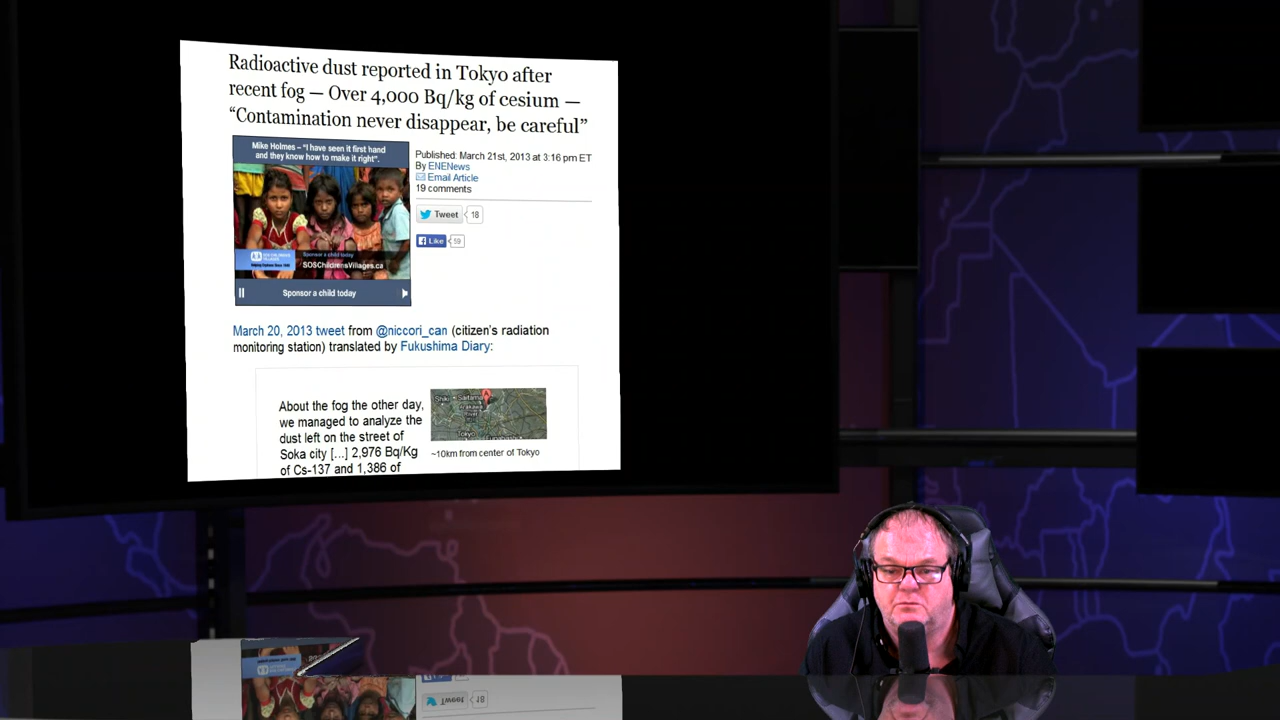 Radioactive dust reported in Tokyo after
recent fog — Over 4,000 Bq/kg of cesium —
“Contamination never disappear, be careful”
Mike Holmes – “I have seen it first hand
and they know how to make it right”.
Sponsor a child today
SOSChildrensVillages.ca
Sponsor a child today
Published: March 21st, 2013 at 3:16 pm ET
By ENENews
Email Article
19 comments
Tweet 18
Like 59
March 20, 2013 tweet from @niccori_can (citizen’s radiation
monitoring station) translated by Fukushima Diary:
About the fog the other day,
we managed to analyze the
dust left on the street of
Soka city [...] 2,976 Bq/Kg
of Cs-137 and 1,386 of
Shiki Saitama
Tokyo
~10km from center of Tokyo